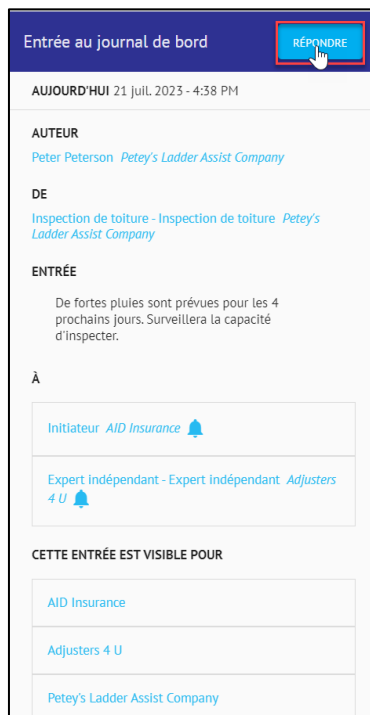 Entrée au journal de bord
RÉPONDRE
AUJOURD'HUI 21 juil. 2023 - 4:38 PM
AUTEUR
Peter Peterson Petey's Ladder Assist Company
DE
Inspection de toiture - Inspection de toiture Petey's
Ladder Assist Company
ENTRÉE
De fortes pluies sont prévues pour les 4
prochains jours. Surveillera la capacité
d'inspecter.
À
Initiateur AID Insurance
Expert indépendant - Expert indépendant Adjusters
4 U
CETTE ENTRÉE EST VISIBLE POUR
AID Insurance
Adjusters 4 U
Petey's Ladder Assist Company